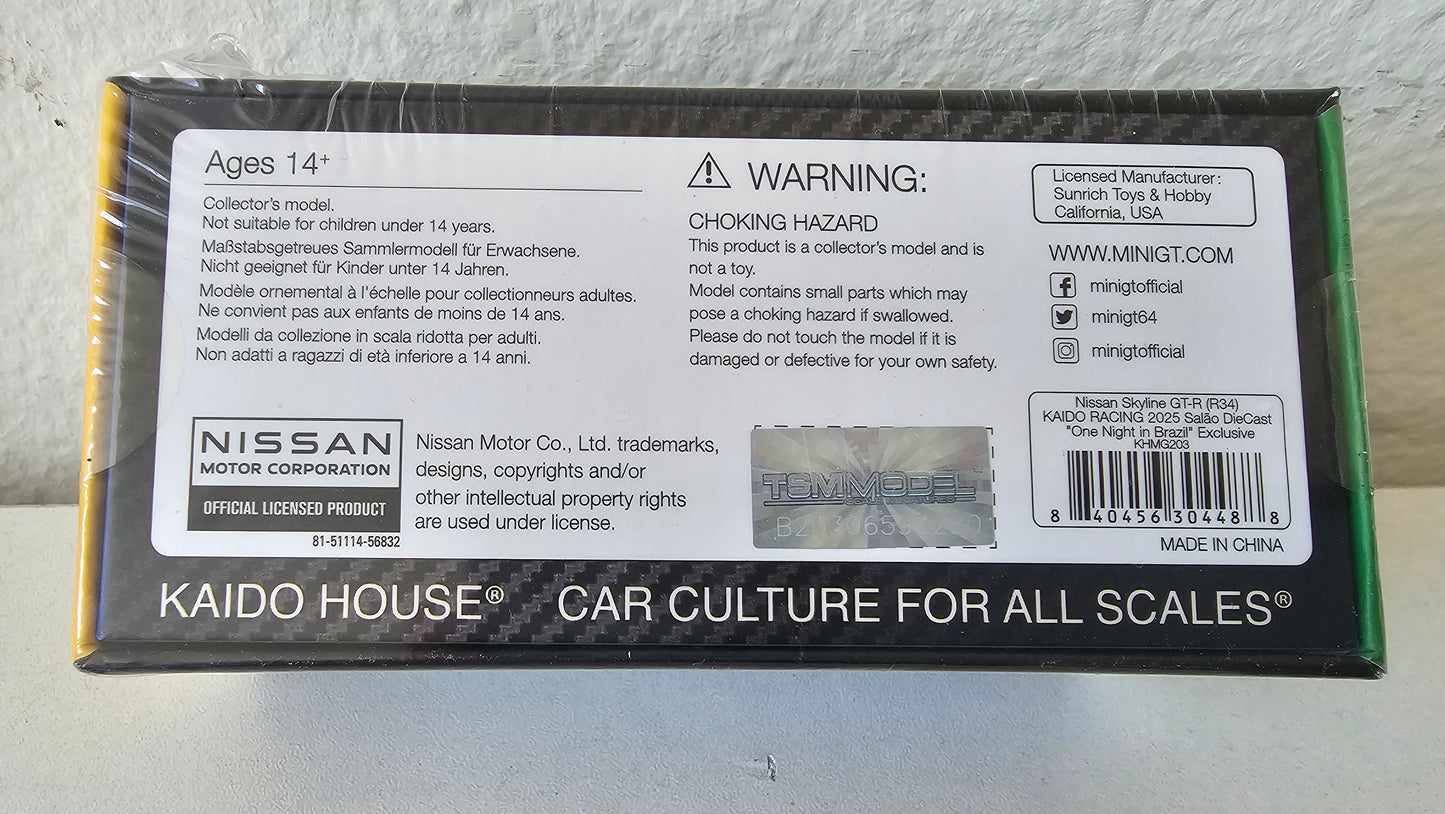 Ages 14+
Collector's model.
Not suitable for children under 14 years.
Maßstabsgetreues Sammlermodell für Erwachsene.
Nicht geeignet für Kinder unter 14 Jahren.
Modèle ornemental à l'échelle pour collectionneurs adultes.
Ne convient pas aux enfants de moins de 14 ans.
Modelli da collezione in scala ridotta per adulti.
Non adatti a ragazzi di età inferiore a 14 anni.
WARNING:
CHOKING HAZARD
This product is a collector's model and is
not a toy.
Model contains small parts which may
pose a choking hazard if swallowed.
Please do not touch the model if it is
damaged or defective for your own safety.
Licensed Manufacturer:
Sunrich Toys & Hobby
California, USA
WWW.MINIGT.COM
minigtofficial
minigt64
minigtofficial
NISSAN
MOTOR CORPORATION
OFFICIAL LICENSED PRODUCT
81-51114-56832
Nissan Motor Co., Ltd. trademarks,
designs, copyrights and/or
other intellectual property rights
are used under license.
TSMMODEL
Nissan Skyline GT-R (R34)
KAIDO RACING 2025 Salão DieCast
"One Night in Brazil" Exclusive
KHMG203
8 40456 30448 8
MADE IN CHINA
KAIDO HOUSE® CAR CULTURE FOR ALL SCALES®